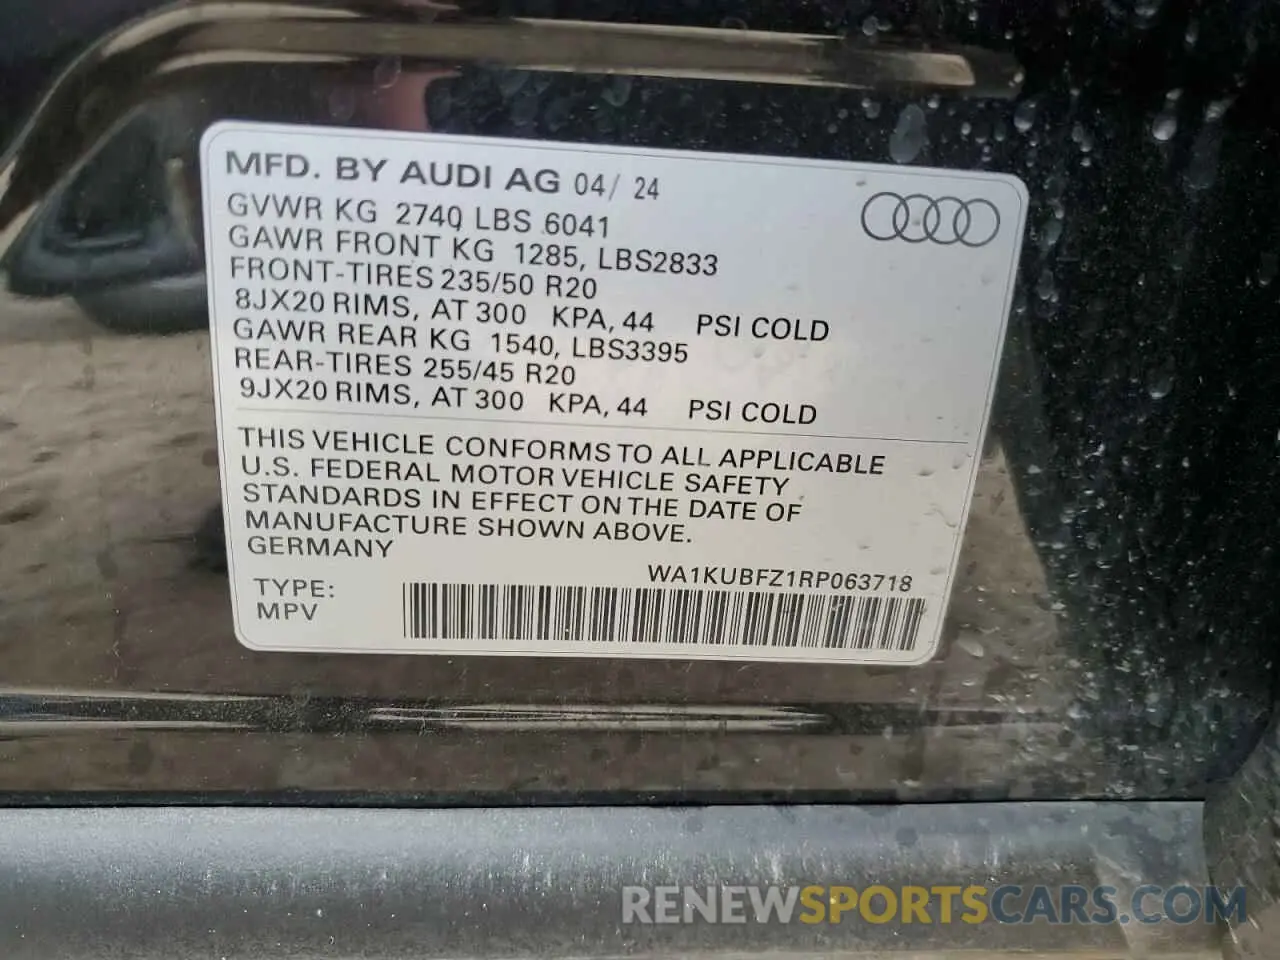 MFD. BY AUDI AG 04/ 24
GVWR KG 2740 LBS 6041
GAWR FRONT KG 1285, LBS2833
FRONT-TIRES 235/50 R20
8JX20 RIMS, AT 300 KPA, 44 PSI COLD
GAWR REAR KG 1540, LBS3395
REAR-TIRES 255/45 R20
9JX20 RIMS, AT 300 KPA, 44 PSI COLD
THIS VEHICLE CONFORMS TO ALL APPLICABLE
U.S. FEDERAL MOTOR VEHICLE SAFETY
STANDARDS IN EFFECT ON THE DATE OF
MANUFACTURE SHOWN ABOVE.
GERMANY
WA1KUBFZ1RP063718
TYPE:
MPV
RENEWSPORTSCARS.COM